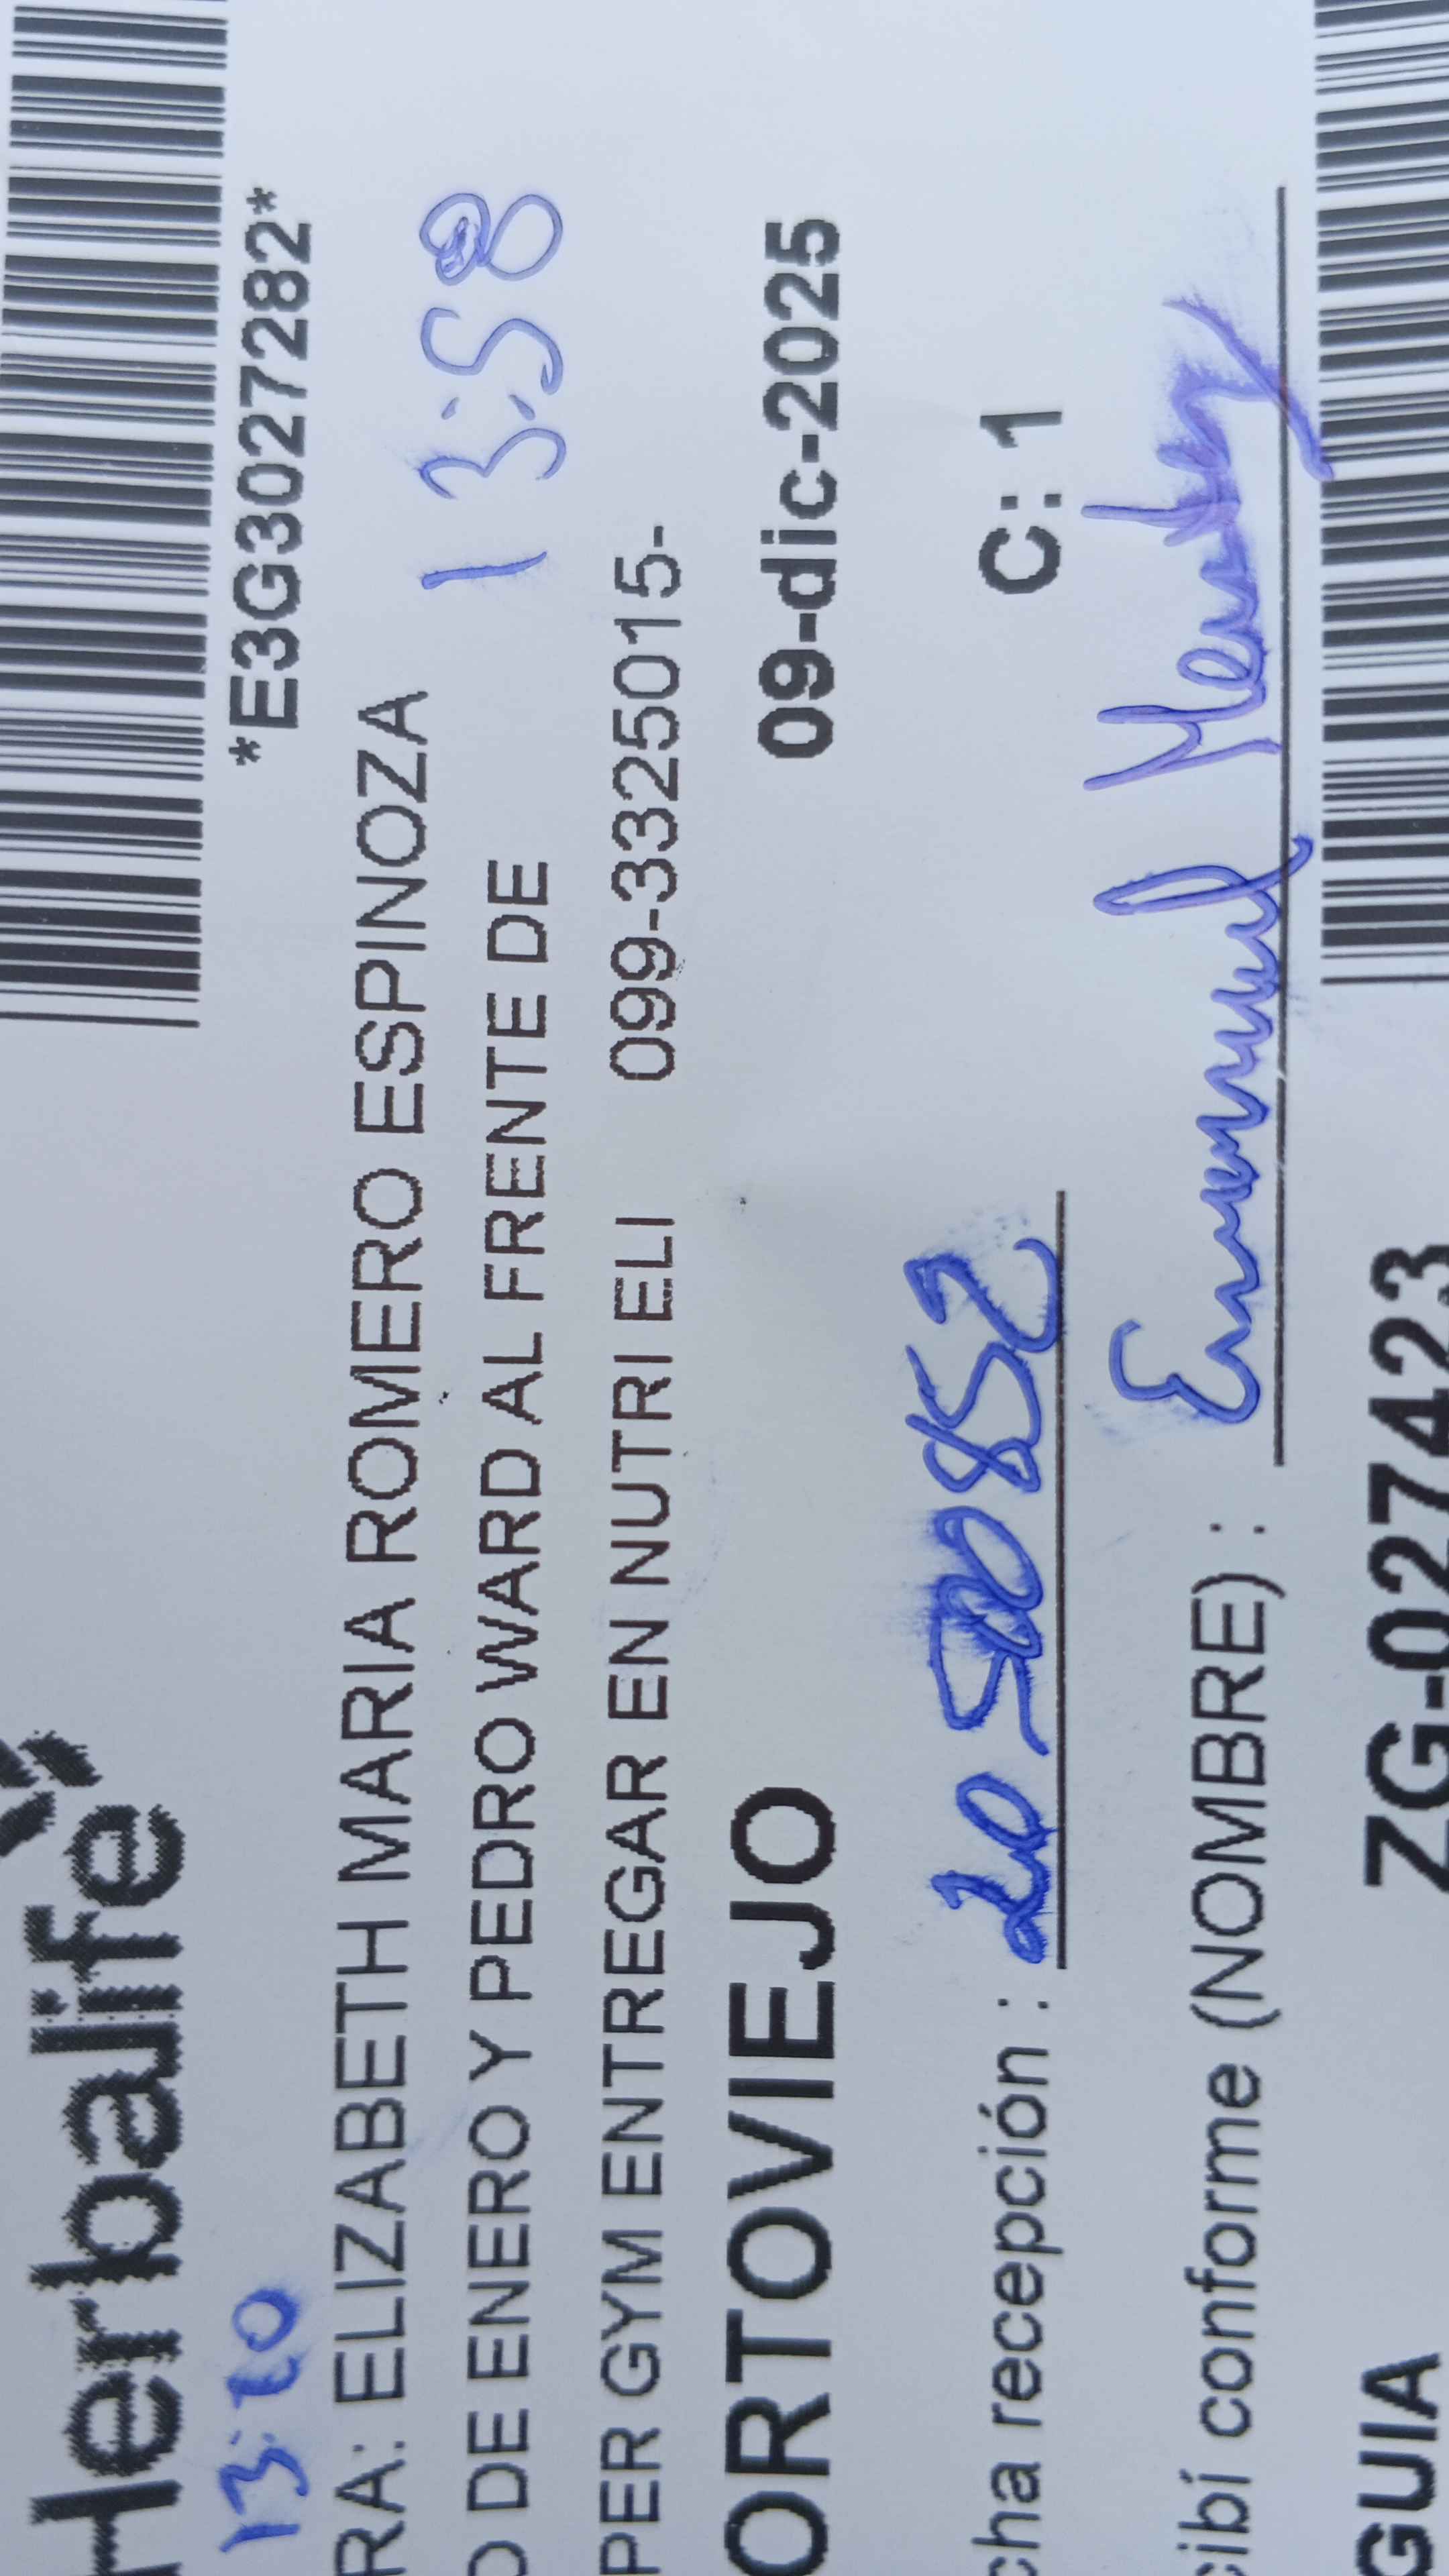 Herbalife
13:20
*E3G3027282*
RA: ELIZABETH MARIA ROMERO ESPINOZA
13:58
O DE ENERO Y PEDRO WARD AL FRENTE DE
PER GYM ENTREGAR EN NUTRI ELI 099-3325015-
ORTOVIEJO 09-dic-2025
cha recepción : C: 1
cibí conforme (NOMBRE) : Emmanuel Mendoza
GUIA ZG-027423